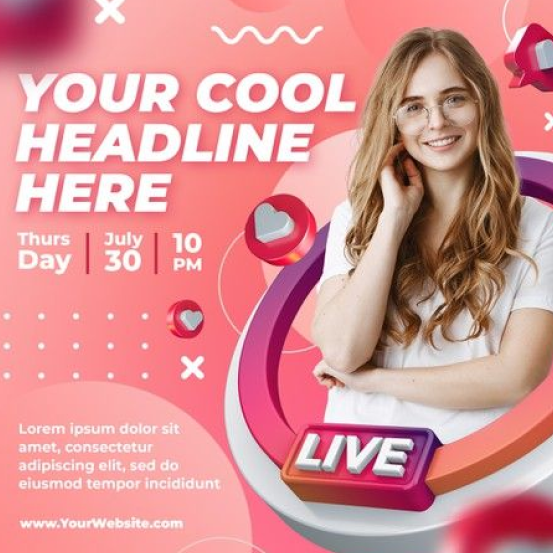 YOUR COOL
HEADLINE
HERE
Thurs Day | July 30 | 10 PM
Lorem ipsum dolor sit
amet, consectetur
adipiscing elit, sed do
eiusmod tempor incididunt
www.YourWebsite.com
LIVE